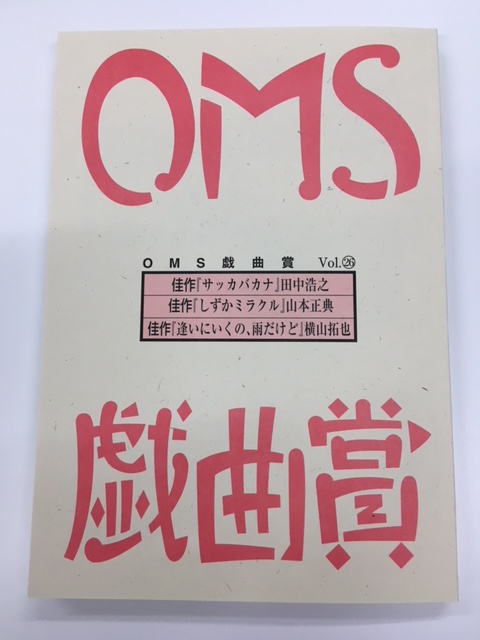 OMS
OMS戯曲賞 Vol.㉖
佳作『サッカバカナ』田中浩之
佳作『しずかミラクル』山本正典
佳作『逢いにいくの、雨だけど』横山拓也
戯曲賞